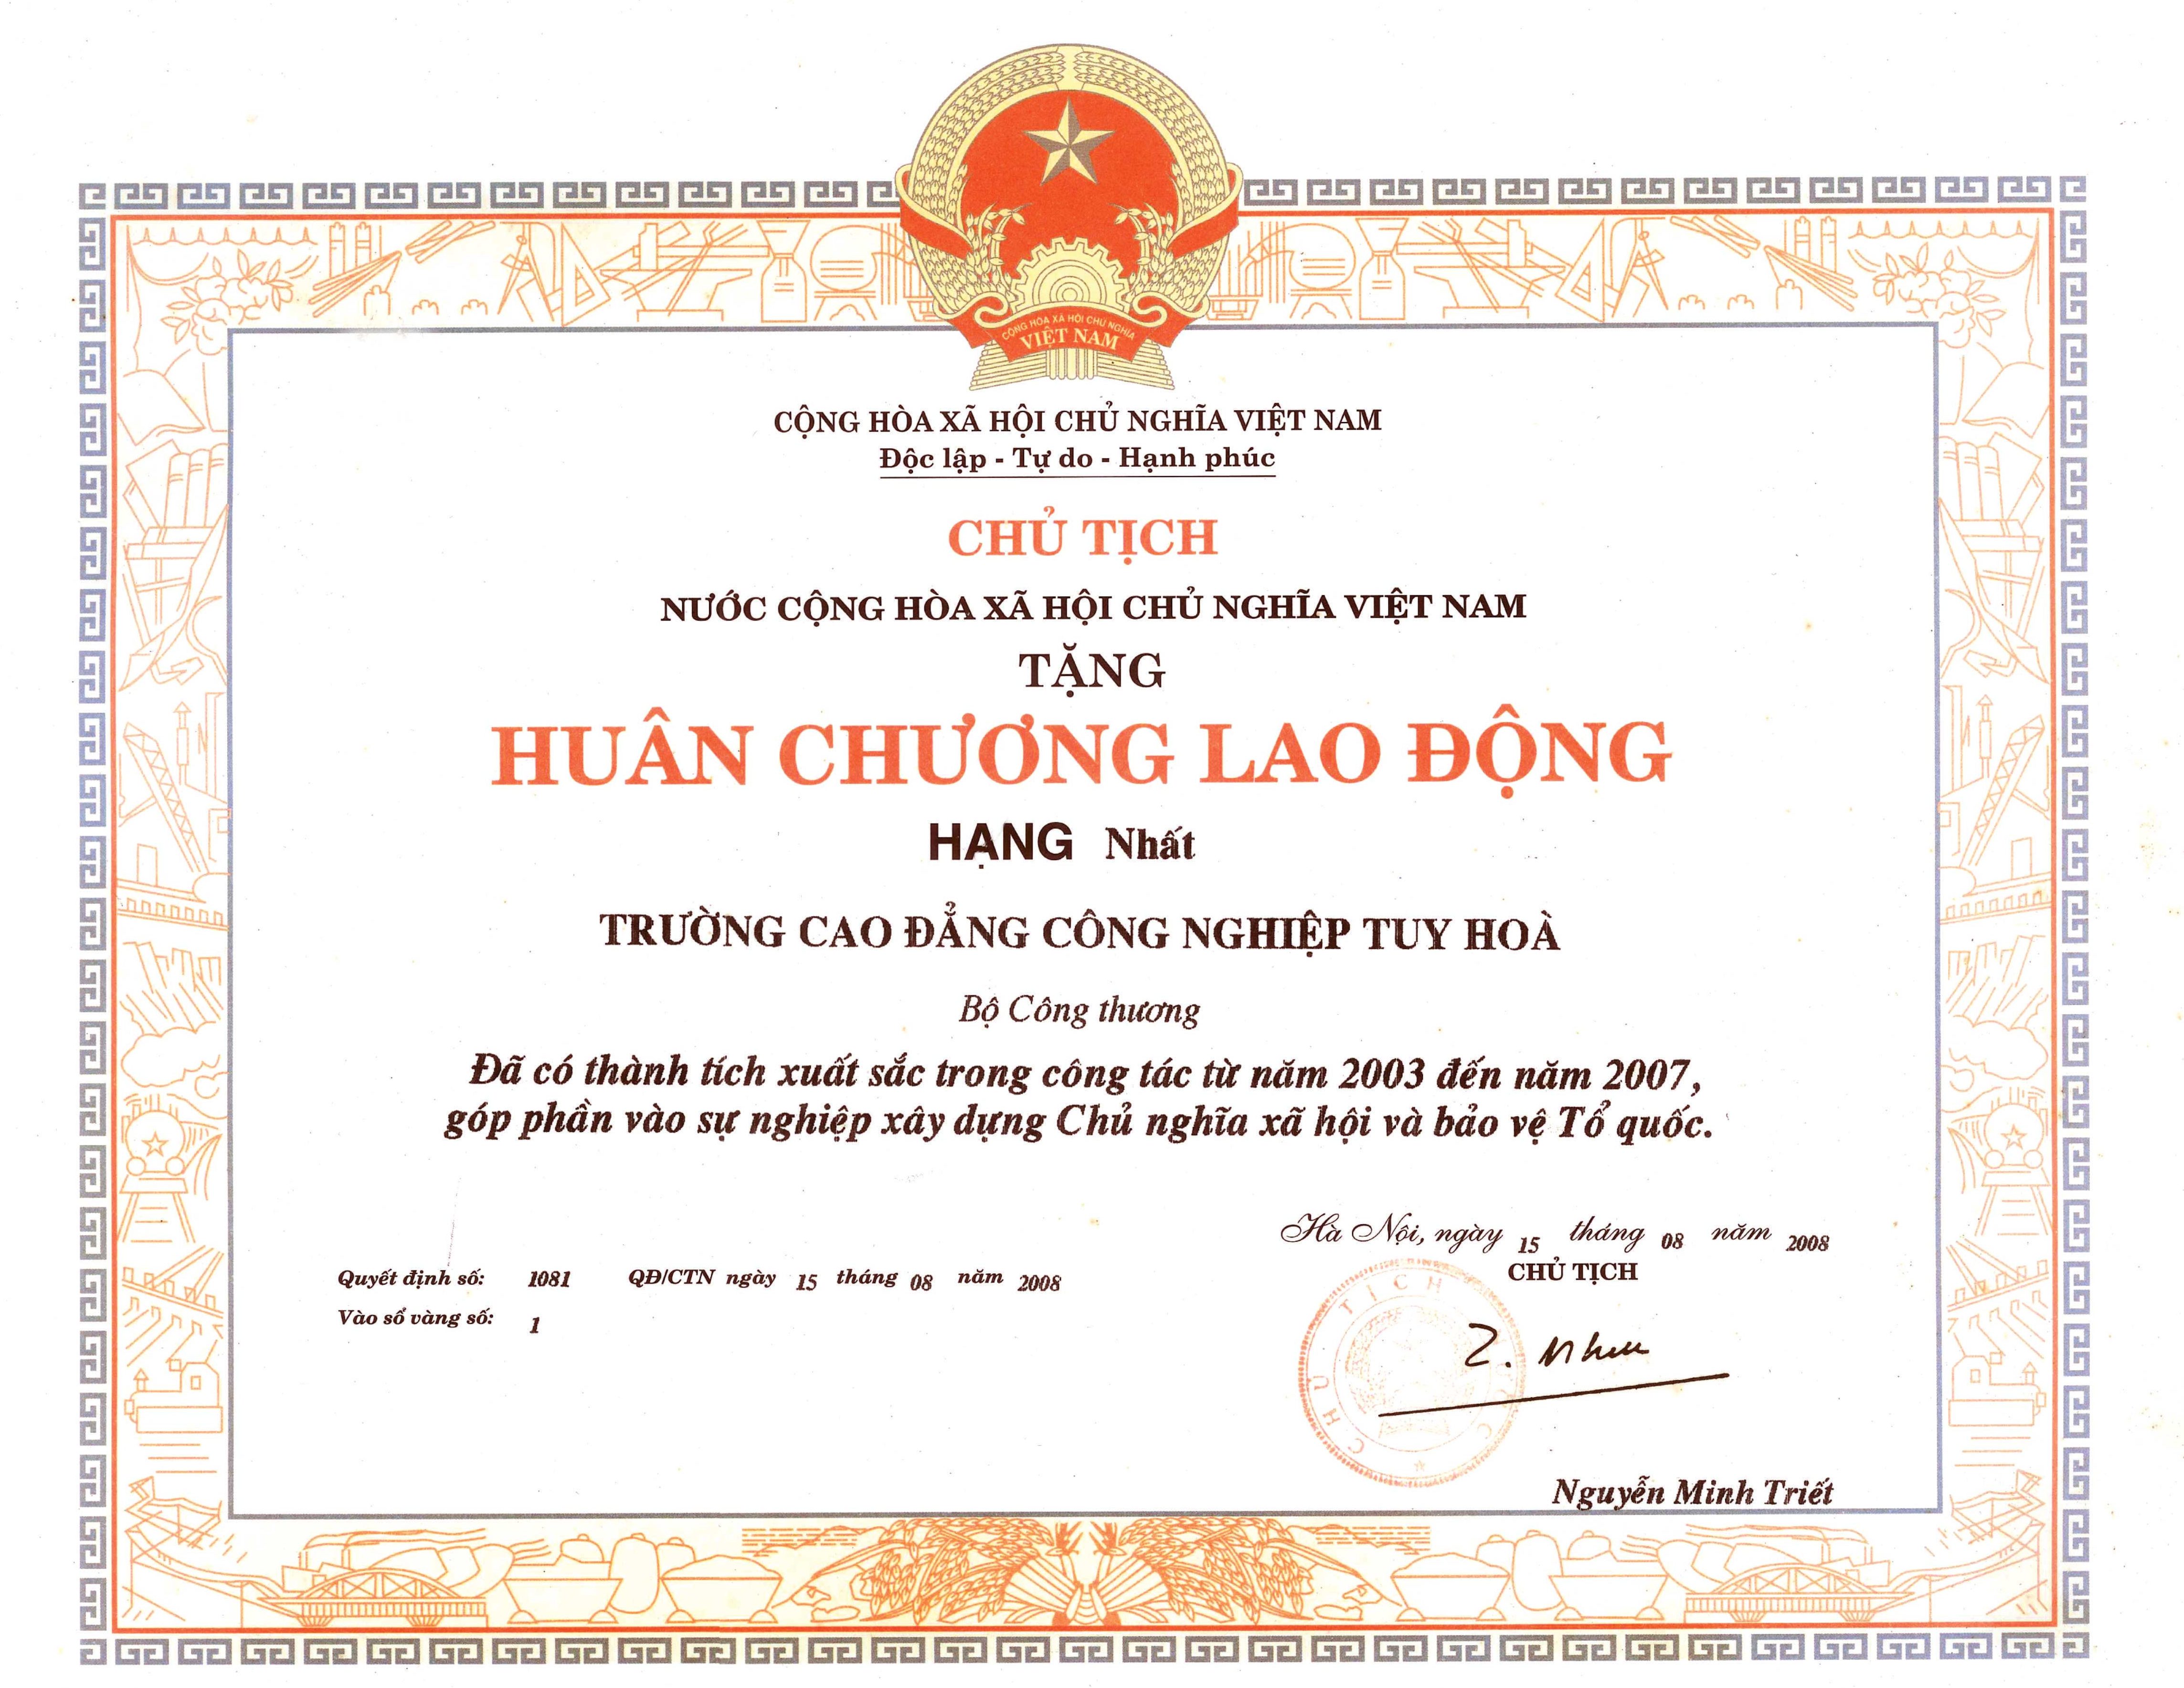 CỘNG HÒA XÃ HỘI CHỦ NGHĨA
VIỆT NAM
CỘNG HÒA XÃ HỘI CHỦ NGHĨA VIỆT NAM
Độc lập - Tự do - Hạnh phúc
CHỦ TỊCH
NƯỚC CỘNG HÒA XÃ HỘI CHỦ NGHĨA VIỆT NAM
TẶNG
HUÂN CHƯƠNG LAO ĐỘNG
HẠNG Nhất
TRƯỜNG CAO ĐẲNG CÔNG NGHIỆP TUY HOÀ
Bộ Công thương
Đã có thành tích xuất sắc trong công tác từ năm 2003 đến năm 2007,
góp phần vào sự nghiệp xây dựng Chủ nghĩa xã hội và bảo vệ Tổ quốc.
Hà Nội, ngày 15 tháng 08 năm 2008
CHỦ TỊCH
Quyết định số: 1081 QĐ/CTN ngày 15 tháng 08 năm 2008
Vào sổ vàng số: 1
CHỦ TỊCH
Nguyễn Minh Triết